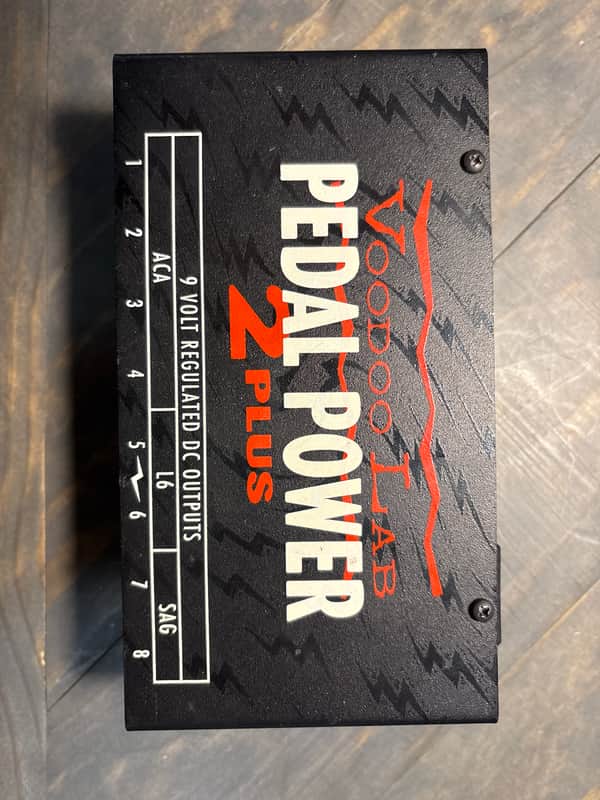 VOODOO LAB
PEDAL POWER
2 PLUS
9 VOLT REGULATED DC OUTPUTS
ACA L6 SAG
1 2 3 4 5 6 7 8